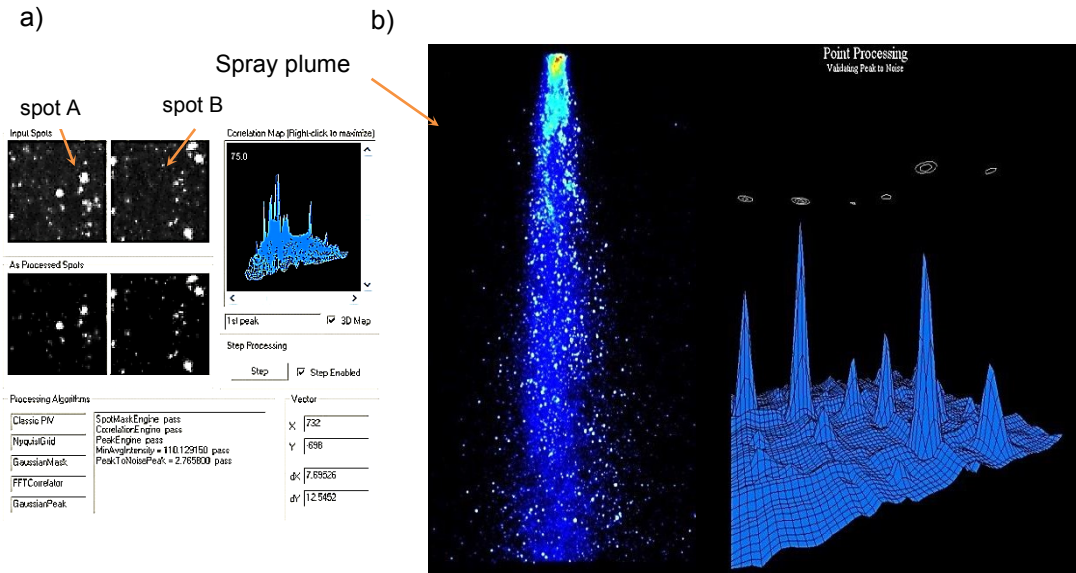 a)
b)
Spray plume
Point Processing
Validating Peak to Noise
spot A
spot B
Input Spots
Correlation Map (Right-click to maximize)
75.0
As Processed Spots
1st peak
3D Map
Step Processing
Step
Step Enabled
Processing Algorithms
Classic PIV
NyquistGrid
GaussianMask
FFTCorrelator
GaussianPeak
SpotMaskEngine pass
CorrelationEngine pass
PeakEngine pass
MinAvgIntensity = 110.129150 pass
PeakToNoisePeak = 2.765800 pass
Vector
X 732
Y -698
dX 7.69526
dY 12.5452